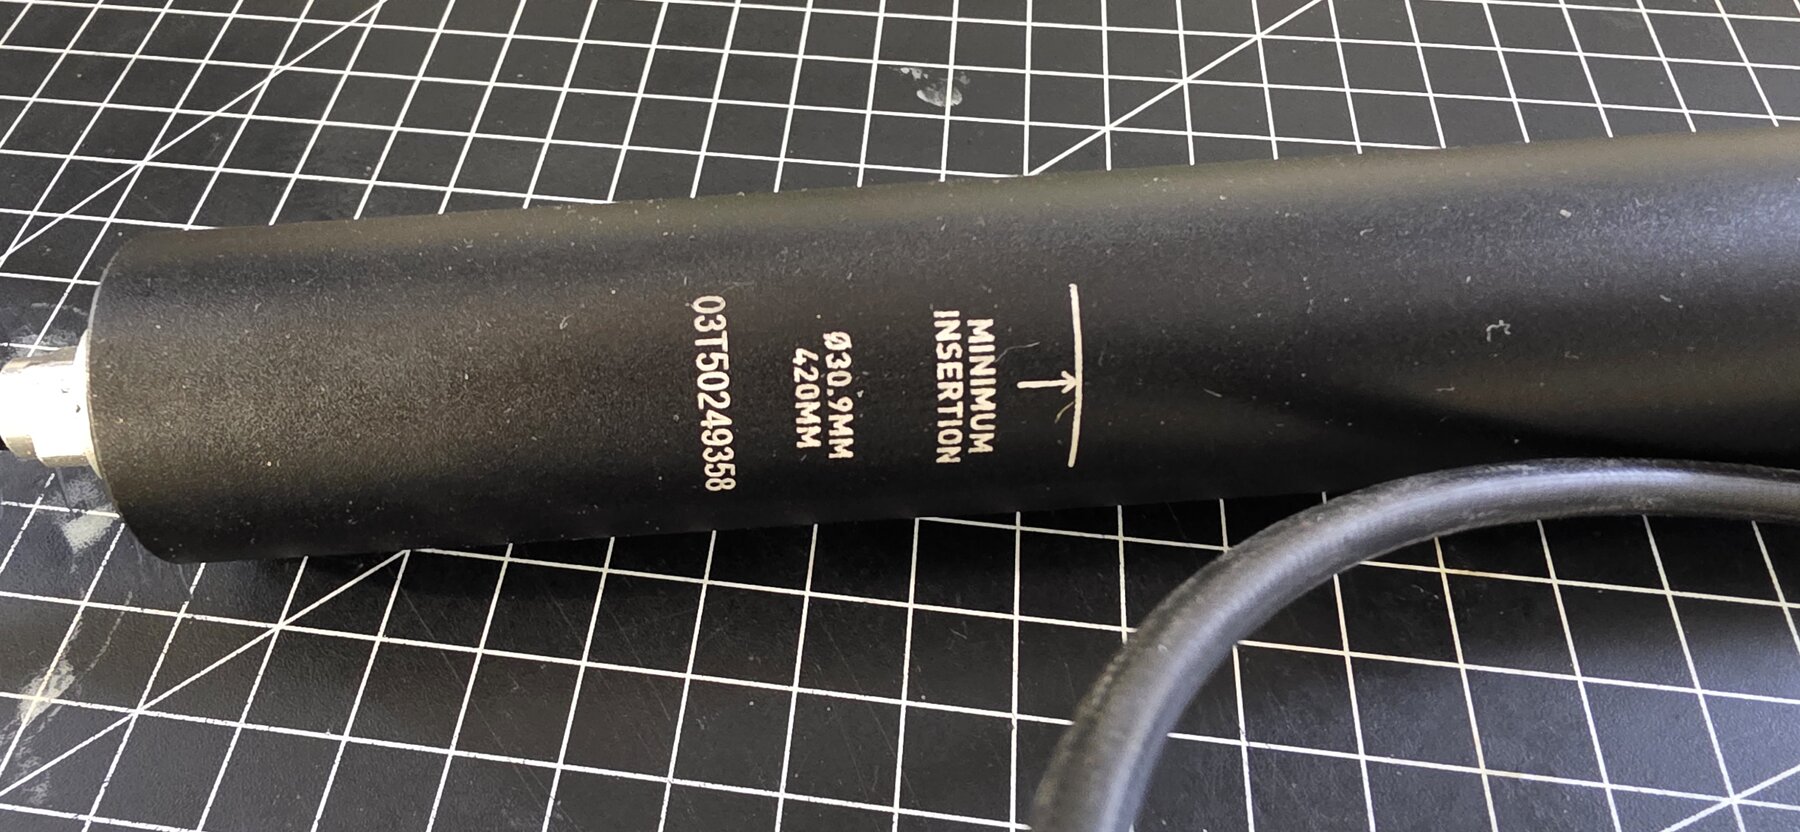 MINIMUM
INSERTION
Ø30.9MM
420MM
03T50249358